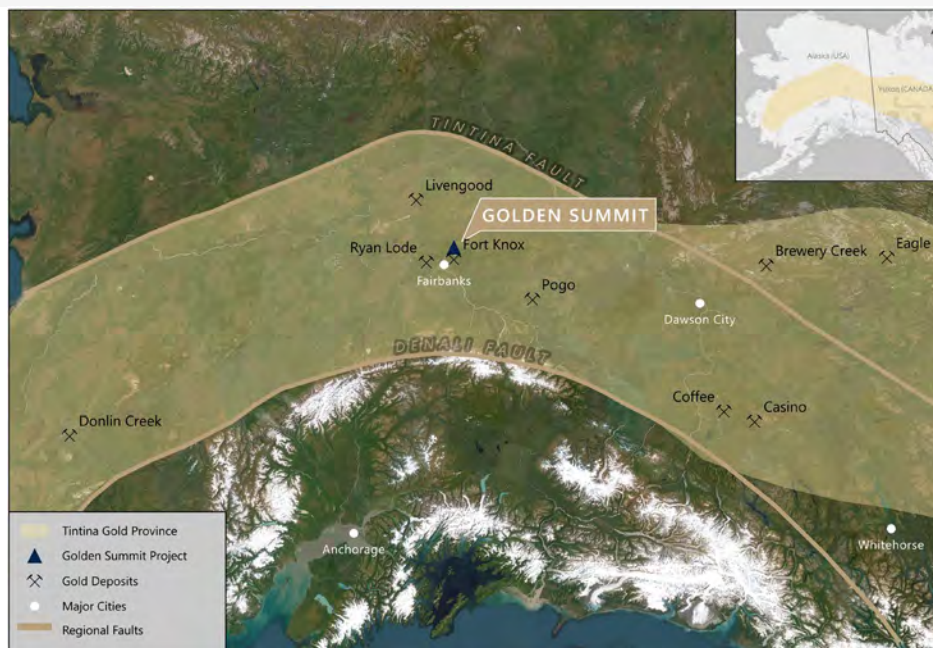 Alaska (USA)
Yukon (CANADA)
TINTINA FAULT
Livengood
GOLDEN SUMMIT
Ryan Lode
Fort Knox
Fairbanks
Brewery Creek
Eagle
Pogo
Dawson City
DENALI FAULT
Coffee
Casino
Donlin Creek
Anchorage
Whitehorse
Tintina Gold Province
Golden Summit Project
Gold Deposits
Major Cities
Regional Faults